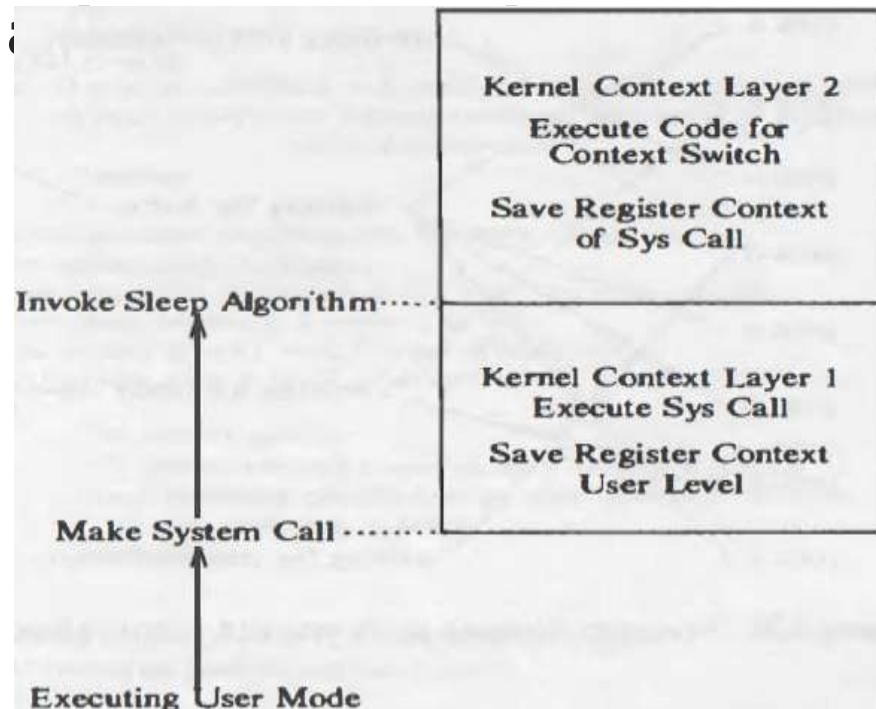 Kernel Context Layer 2
Execute Code for
Context Switch
Save Register Context
of Sys Call
Invoke Sleep Algorithm
Kernel Context Layer 1
Execute Sys Call
Save Register Context
User Level
Make System Call
Executing User Mode